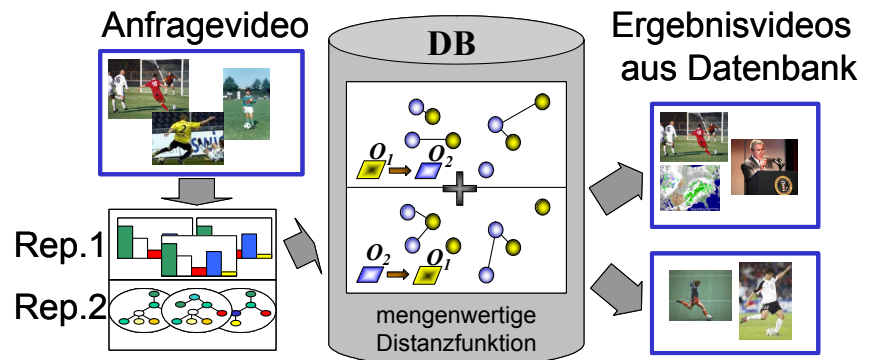 Anfragevideo
DB
Ergebnisvideos
aus Datenbank
O1 O2
Rep.1
Rep.2
O2 O1
mengenwertige
Distanzfunktion